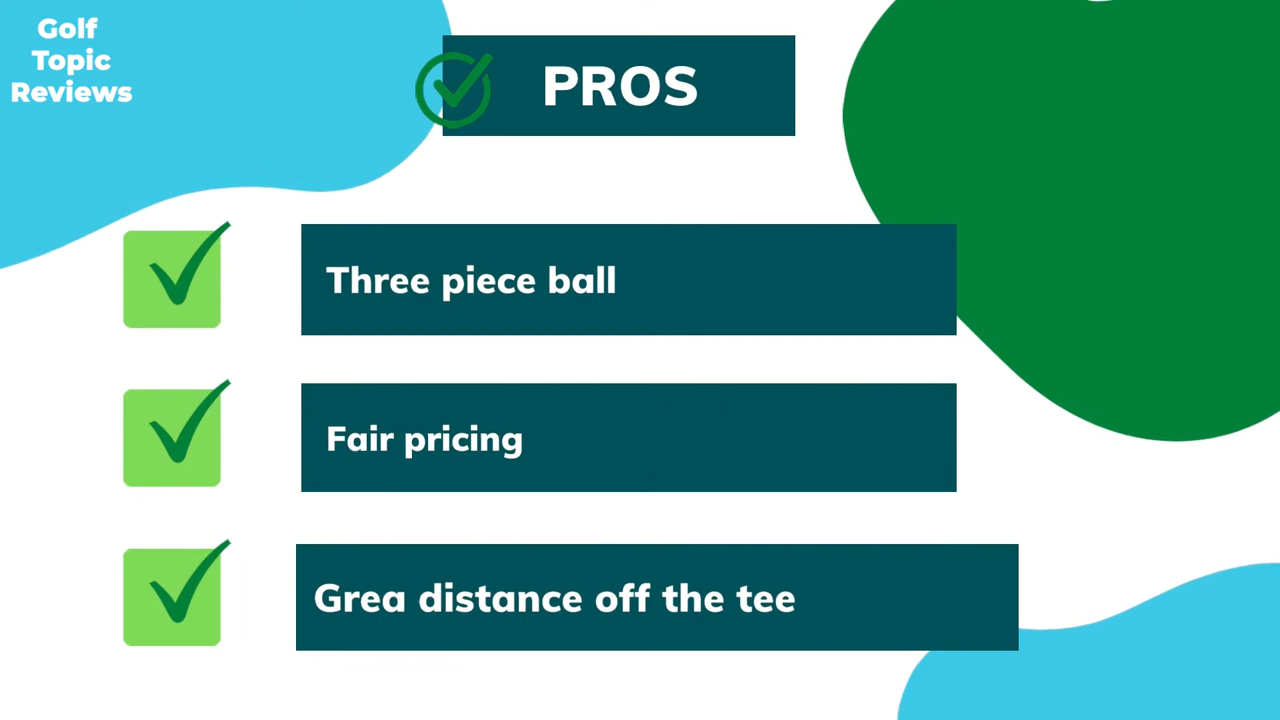 Golf
Topic
Reviews
PROS
Three piece ball
Fair pricing
Grea distance off the tee